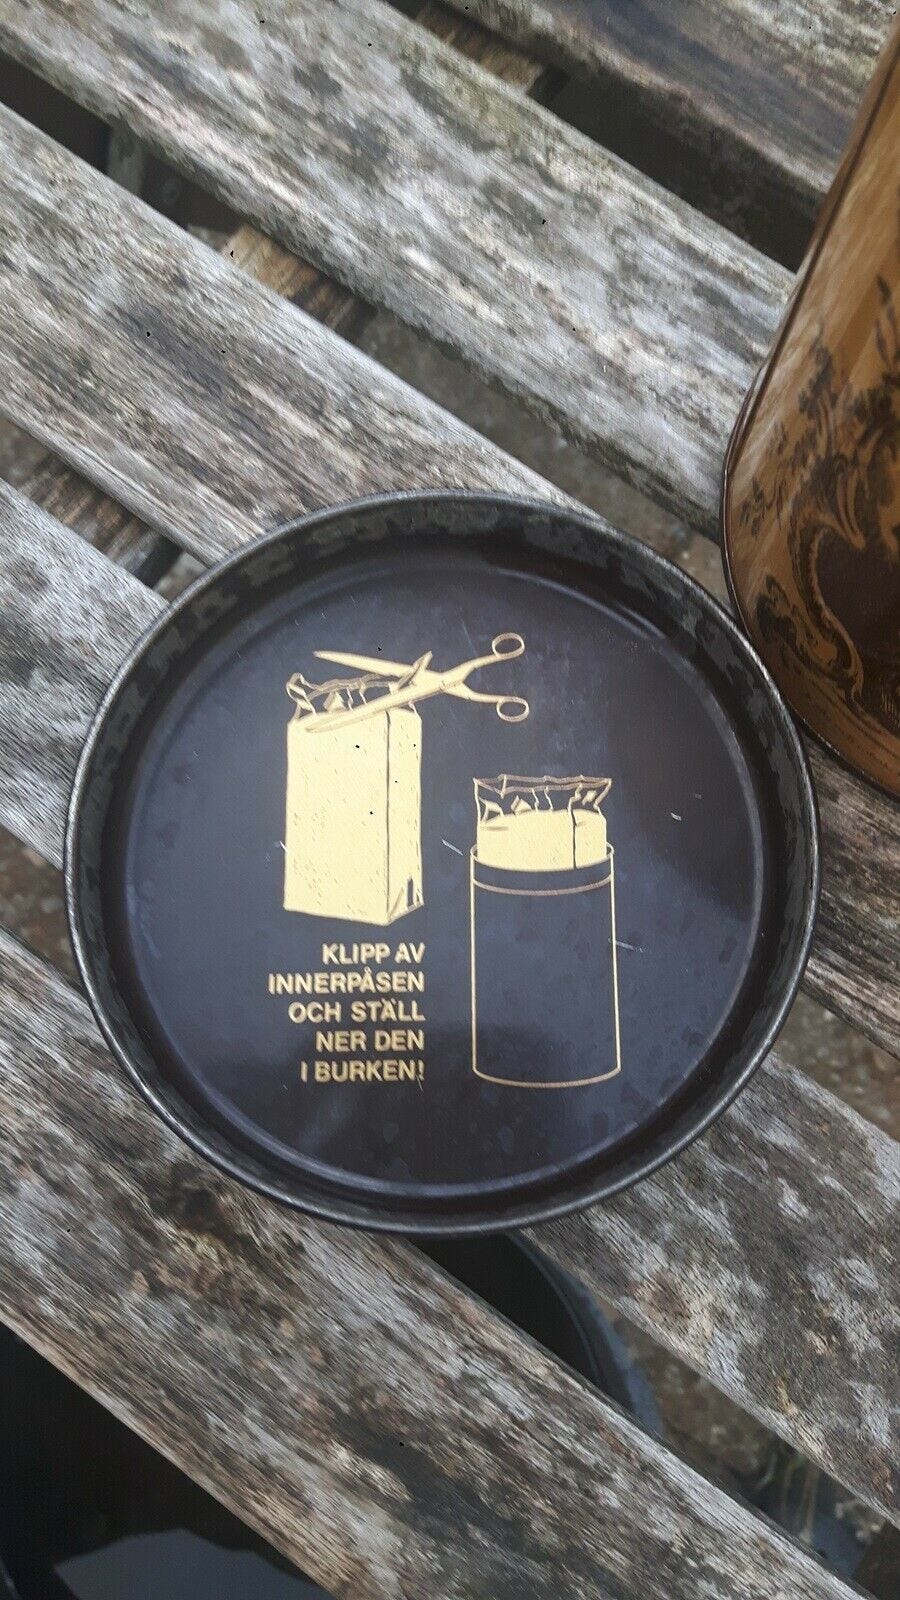 KLIPP AV
INNERPÅSEN
OCH STÄLL
NER DEN
I BURKEN!